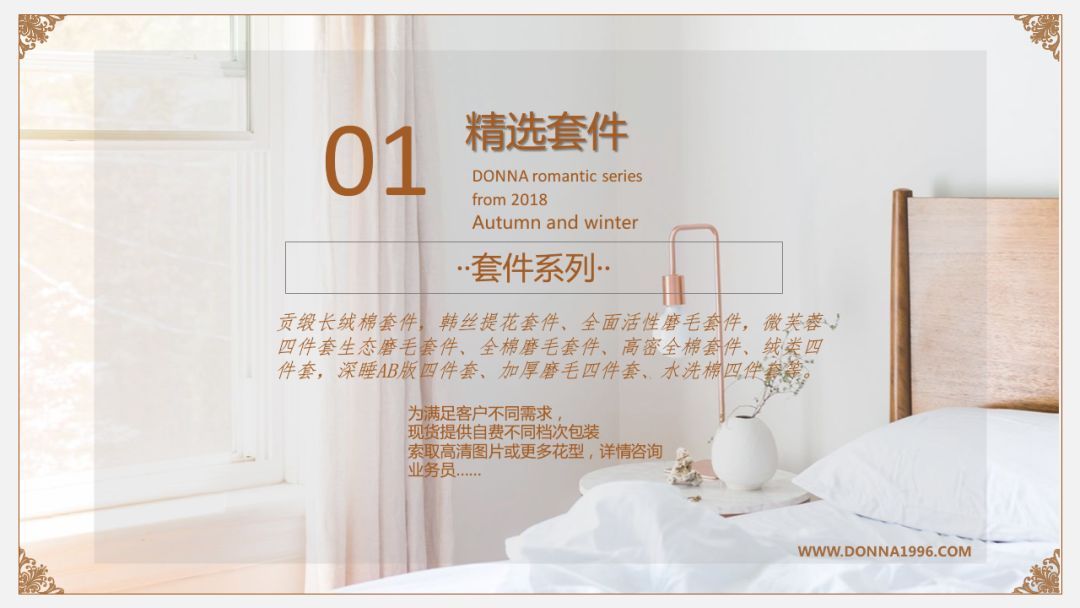 01
精选套件
DONNA romantic series
from 2018
Autumn and winter
··套件系列··
贡缎长绒棉套件，韩丝提花套件、全面活性磨毛套件，微芙蓉
四件套生态磨毛套件、全棉磨毛套件、高密全棉套件、绒类四
件套，深睡AB版四件套、加厚磨毛四件套、水洗棉四件套等。
为满足客户不同需求，
现货提供自费不同档次包装
索取高清图片或更多花型，详情咨询
业务员……
WWW.DONNA1996.COM